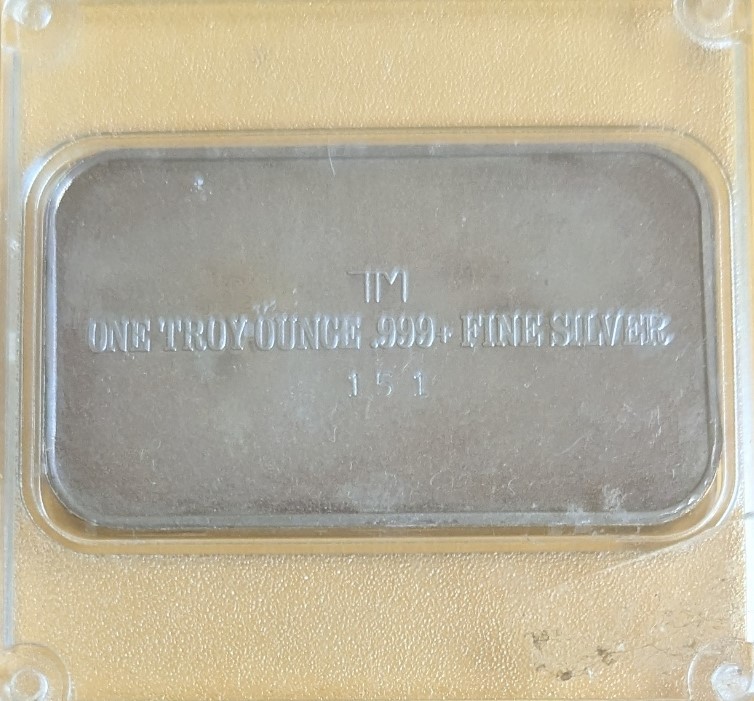 TM
ONE TROY OUNCE .999+ FINE SILVER
151